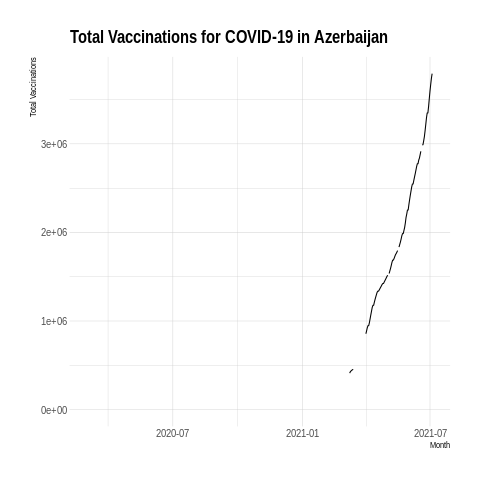 Total Vaccinations for COVID-19 in Azerbaijan
Total Vaccinations
3e+06
2e+06
1e+06
0e+00
2020-07 2021-01 2021-07
Month